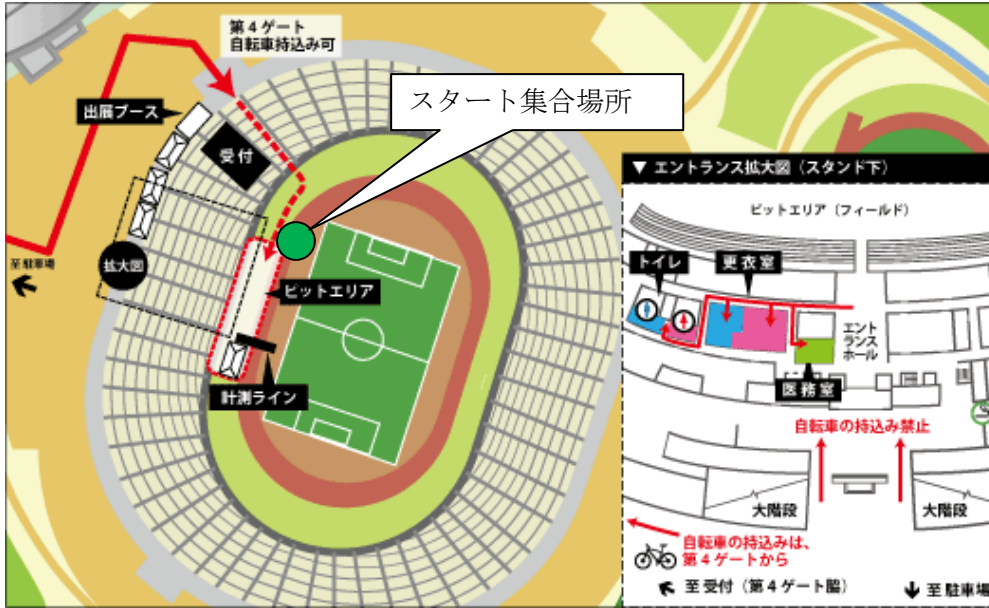 第4ゲート
自転車持込み可
スタート集合場所
出展ブース
受付
至駐車場
拡大図
ピットエリア
計測ライン
▼ エントランス拡大図（スタンド下）
ピットエリア（フィールド）
トイレ
更衣室
エント
ランス
ホール
医務室
自転車の持込み禁止
大階段
大階段
自転車の持込みは、
第4ゲートから
至受付（第4ゲート脇）
至駐車場